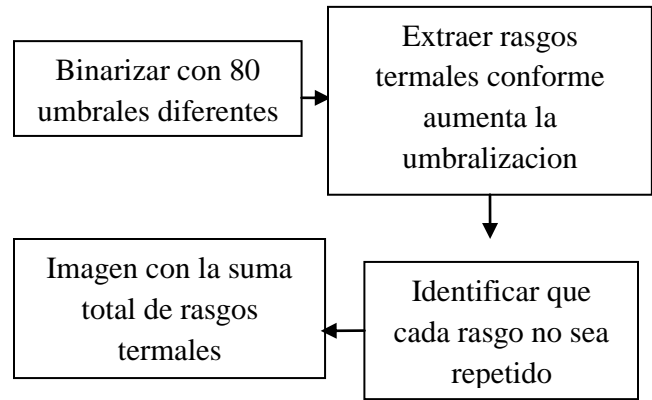 Binarizar con 80
umbrales diferentes
Extraer rasgos
termales conforme
aumenta la
umbralizacion
Identificar que
cada rasgo no sea
repetido
Imagen con la suma
total de rasgos
termales